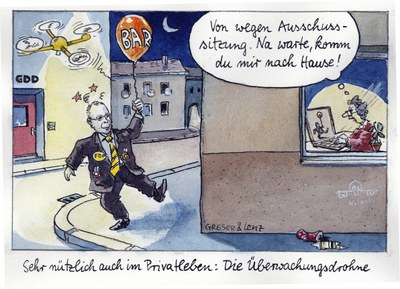 BAR
Von wegen Ausschuss-
sitzung. Na warte, komm
du mir nach Hause!
GDD
GRESER & LENZ
Sehr nützlich auch im Privatleben: Die Überwachungsdrohne